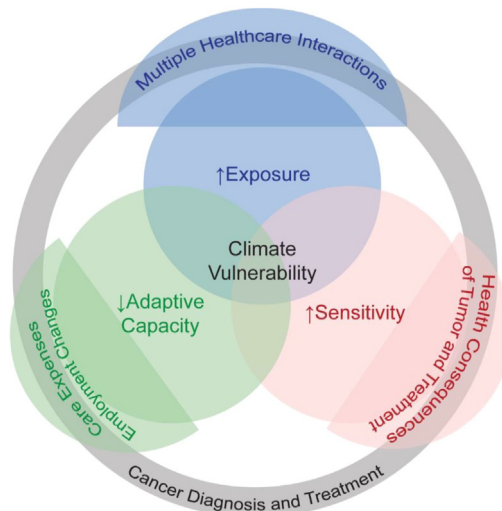 Multiple Healthcare Interactions
↑Exposure
Climate
Vulnerability
↓Adaptive
Capacity
↑Sensitivity
Care Expenses
Employment Changes
Health Consequences
of Tumor and Treatment
Cancer Diagnosis and Treatment